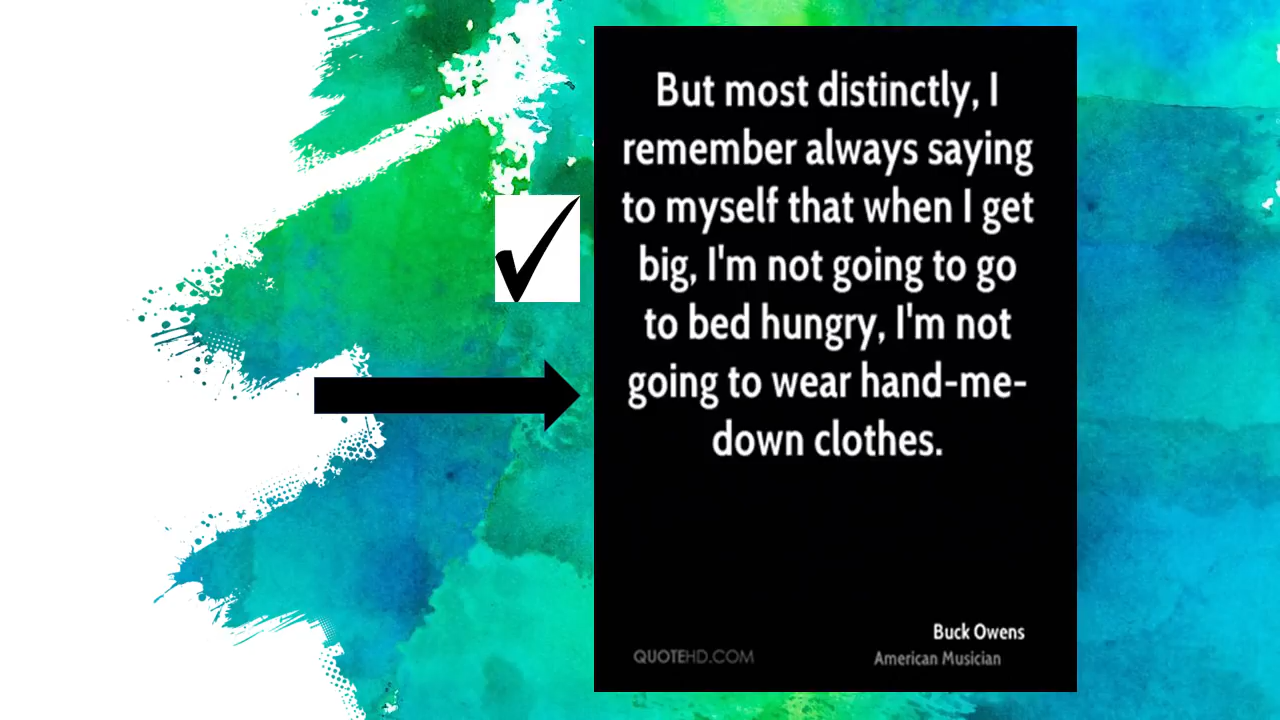 But most distinctly, I
remember always saying
to myself that when I get
big, I'm not going to go
to bed hungry, I'm not
going to wear hand-me-
down clothes.
Buck Owens
QUOTEHD.COM
American Musician